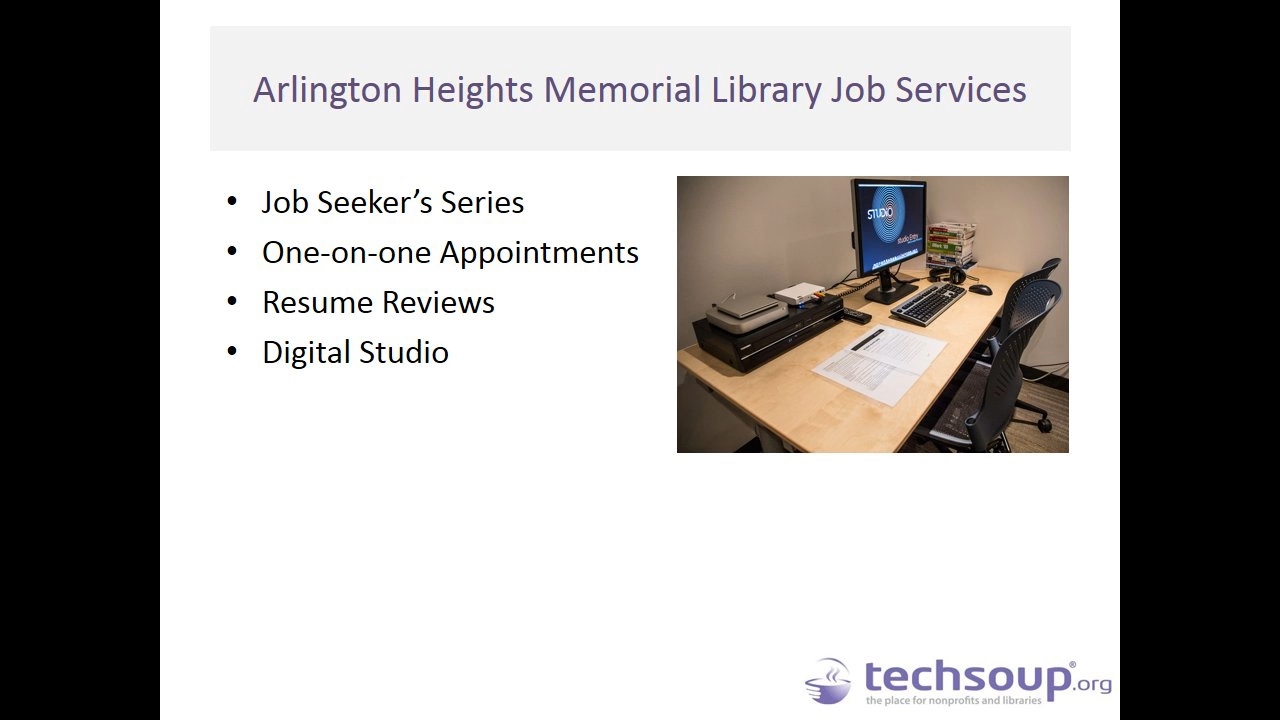 Arlington Heights Memorial Library Job Services
• Job Seeker’s Series
• One-on-one Appointments
• Resume Reviews
• Digital Studio
STUDIO
techsoup®.org
the place for nonprofits and libraries